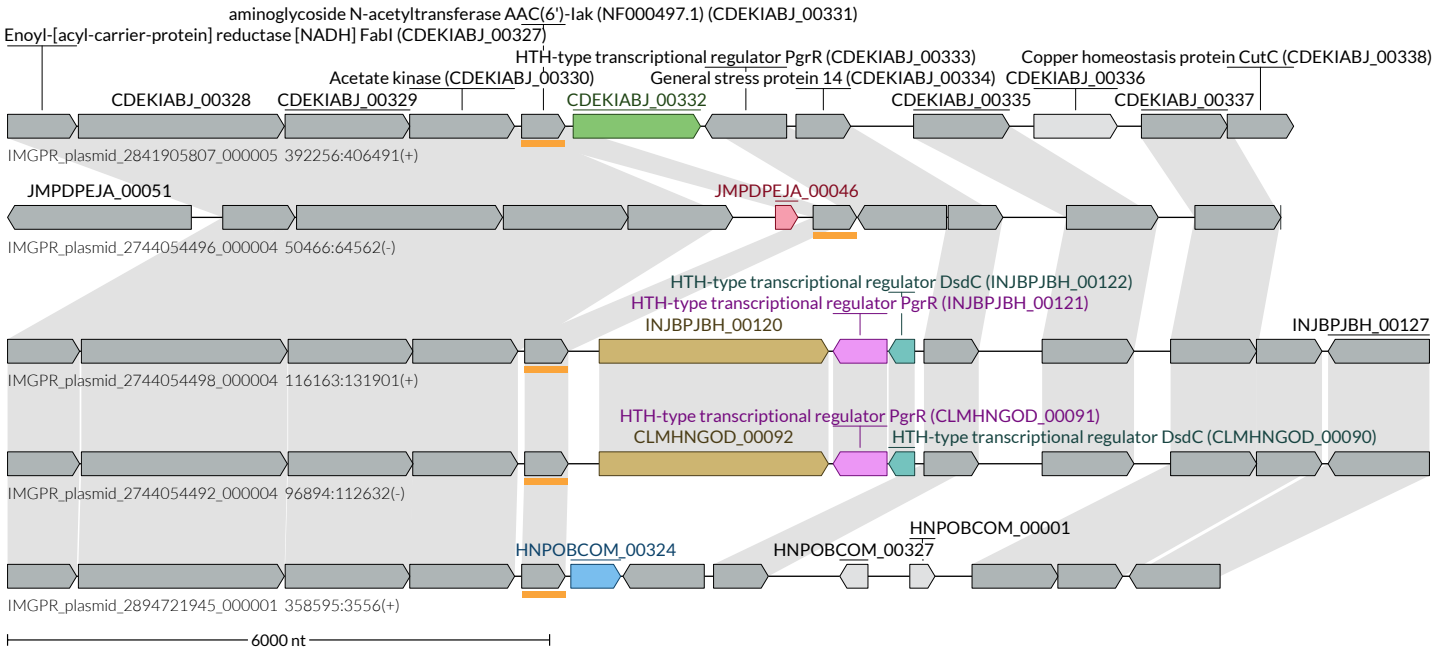 aminoglycoside N-acetyltransferase AAC(6')-Iak (NF000497.1) (CDEKIABJ_00331)
Enoyl-[acyl-carrier-protein] reductase [NADH] FabI (CDEKIABJ_00327)
HTH-type transcriptional regulator PgrR (CDEKIABJ_00333)
Copper homeostasis protein CutC (CDEKIABJ_00338)
Acetate kinase (CDEKIABJ_00330)
General stress protein 14 (CDEKIABJ_00334)
CDEKIABJ_00336
CDEKIABJ_00328
CDEKIABJ_00329
CDEKIABJ_00332
CDEKIABJ_00335
CDEKIABJ_00337
IMGPR_plasmid_2841905807_000005 392256:406491(+)
JMPDPEJA_00051
JMPDPEJA_00046
IMGPR_plasmid_2744054496_000004 50466:64562(-)
HTH-type transcriptional regulator DsdC (INJBPJBH_00122)
HTH-type transcriptional regulator PgrR (INJBPJBH_00121)
INJBPJBH_00120
INJBPJBH_00127
IMGPR_plasmid_2744054498_000004 116163:131901(+)
HTH-type transcriptional regulator PgrR (CLMHNGOD_00091)
CLMHNGOD_00092
HTH-type transcriptional regulator DsdC (CLMHNGOD_00090)
IMGPR_plasmid_2744054492_000004 96894:112632(-)
HNPOBCOM_00001
HNPOBCOM_00324
HNPOBCOM_00327
IMGPR_plasmid_2894721945_000001 358595:3556(+)
6000 nt